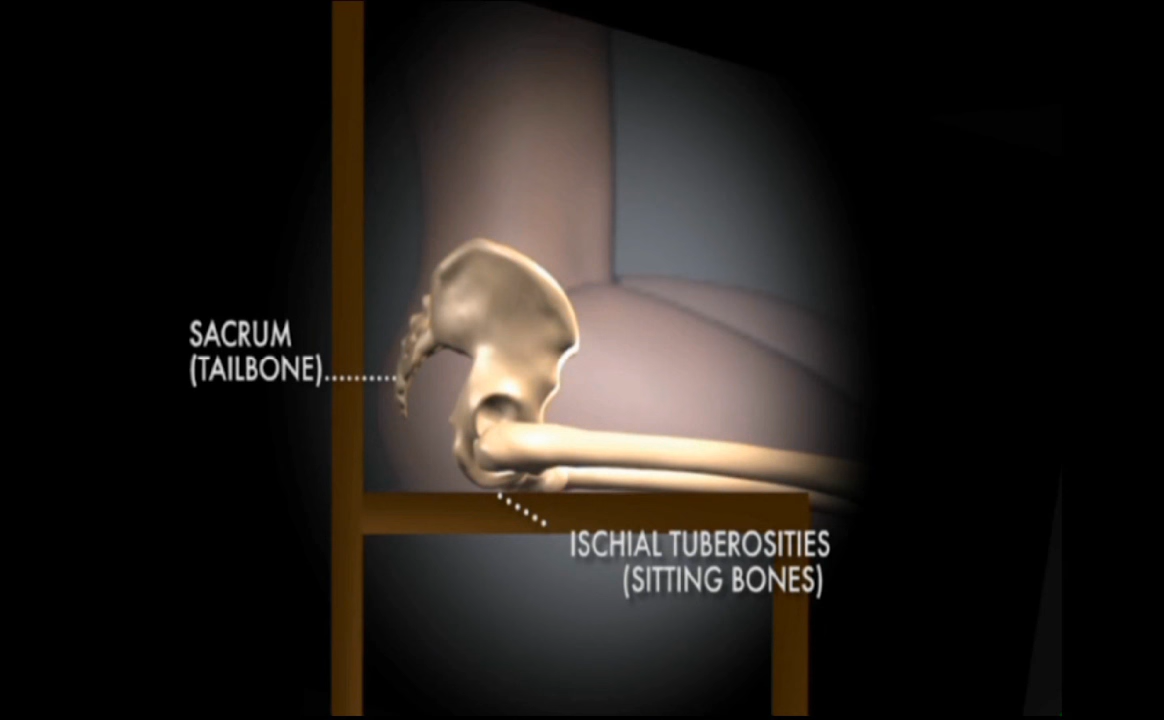 SACRUM
(TAILBONE)
ISCHIAL TUBEROSITIES
(SITTING BONES)